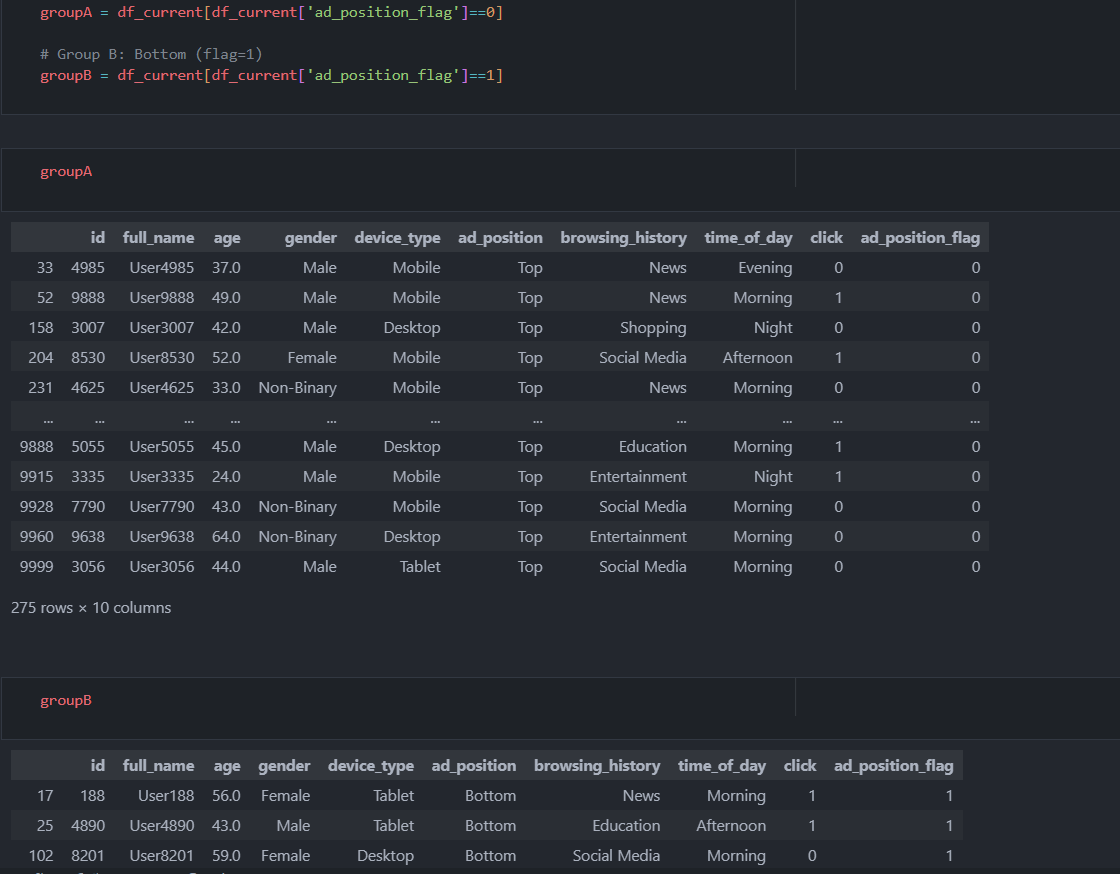 groupA = df_current[df_current['ad_position_flag']==0]
# Group B: Bottom (flag=1)
groupB = df_current[df_current['ad_position_flag']==1]
groupA
id full_name age gender device_type ad_position browsing_history time_of_day click ad_position_flag
33 4985 User4985 37.0 Male Mobile Top News Evening 0 0
52 9888 User9888 49.0 Male Mobile Top News Morning 1 0
158 3007 User3007 42.0 Male Desktop Top Shopping Night 0 0
204 8530 User8530 52.0 Female Mobile Top Social Media Afternoon 1 0
231 4625 User4625 33.0 Non-Binary Mobile Top News Morning 0 0
... ... ... ... ... ... ... ... ... ... ...
9888 5055 User5055 45.0 Male Desktop Top Education Morning 1 0
9915 3335 User3335 24.0 Male Mobile Top Entertainment Night 1 0
9928 7790 User7790 43.0 Non-Binary Mobile Top Social Media Morning 0 0
9960 9638 User9638 64.0 Non-Binary Desktop Top Entertainment Morning 0 0
9999 3056 User3056 44.0 Male Tablet Top Social Media Morning 0 0
275 rows × 10 columns
groupB
id full_name age gender device_type ad_position browsing_history time_of_day click ad_position_flag
17 188 User188 56.0 Female Tablet Bottom News Morning 1 1
25 4890 User4890 43.0 Male Tablet Bottom Education Afternoon 1 1
102 8201 User8201 59.0 Female Desktop Bottom Social Media Morning 0 1